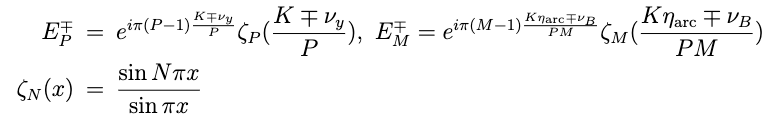 E_P^∓ = e^{iπ(P−1)\frac{K∓ν_y}{P}} ζ_P(\frac{K ∓ ν_y}{P}), E_M^∓ = e^{iπ(M−1)\frac{Kη_{arc}∓ν_B}{PM}} ζ_M(\frac{Kη_{arc} ∓ ν_B}{PM})
ζ_N(x) = \frac{sin Nπx}{sin πx}